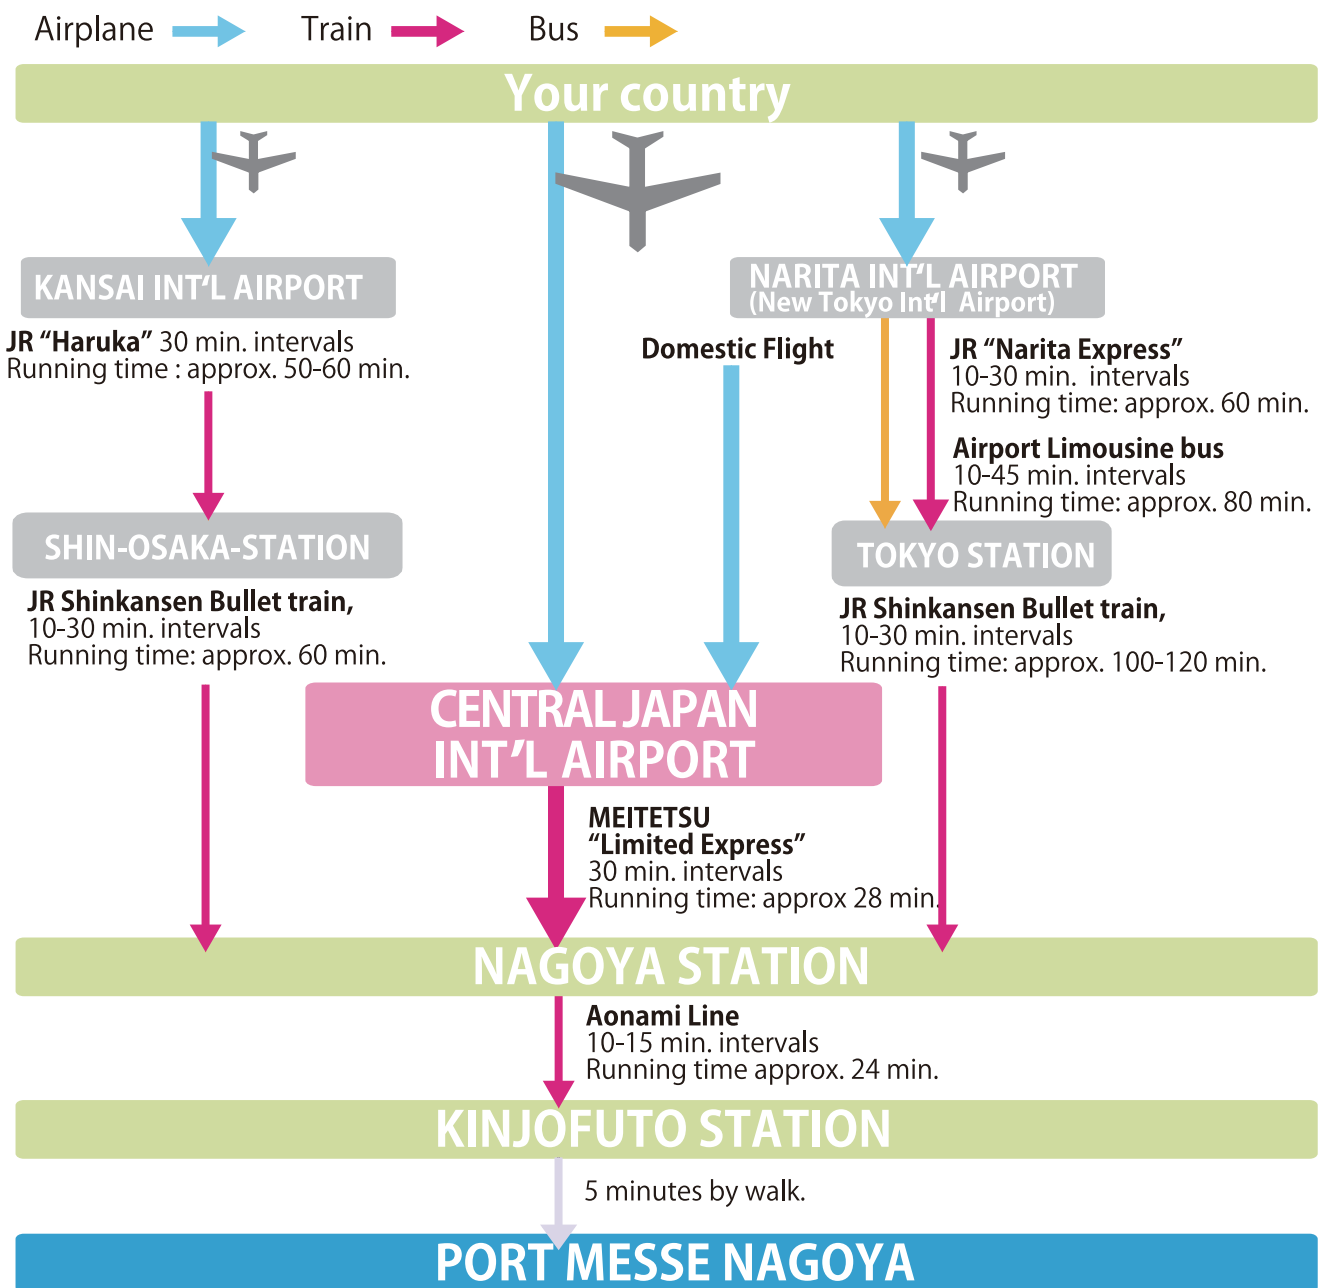 Airplane Train Bus
Your country
KANSAI INT'L AIRPORT
JR “Haruka” 30 min. intervals
Running time : approx. 50-60 min.
NARITA INT'L AIRPORT
(New Tokyo Int'l Airport)
Domestic Flight
JR “Narita Express”
10-30 min. intervals
Running time: approx. 60 min.
Airport Limousine bus
10-45 min. intervals
Running time: approx. 80 min.
SHIN-OSAKA-STATION
JR Shinkansen Bullet train,
10-30 min. intervals
Running time: approx. 60 min.
TOKYO STATION
JR Shinkansen Bullet train,
10-30 min. intervals
Running time: approx. 100-120 min.
CENTRAL JAPAN
INT'L AIRPORT
MEITETSU
“Limited Express”
30 min. intervals
Running time: approx 28 min.
NAGOYA STATION
Aonami Line
10-15 min. intervals
Running time approx. 24 min.
KINJOFUTO STATION
5 minutes by walk.
PORT MESSE NAGOYA